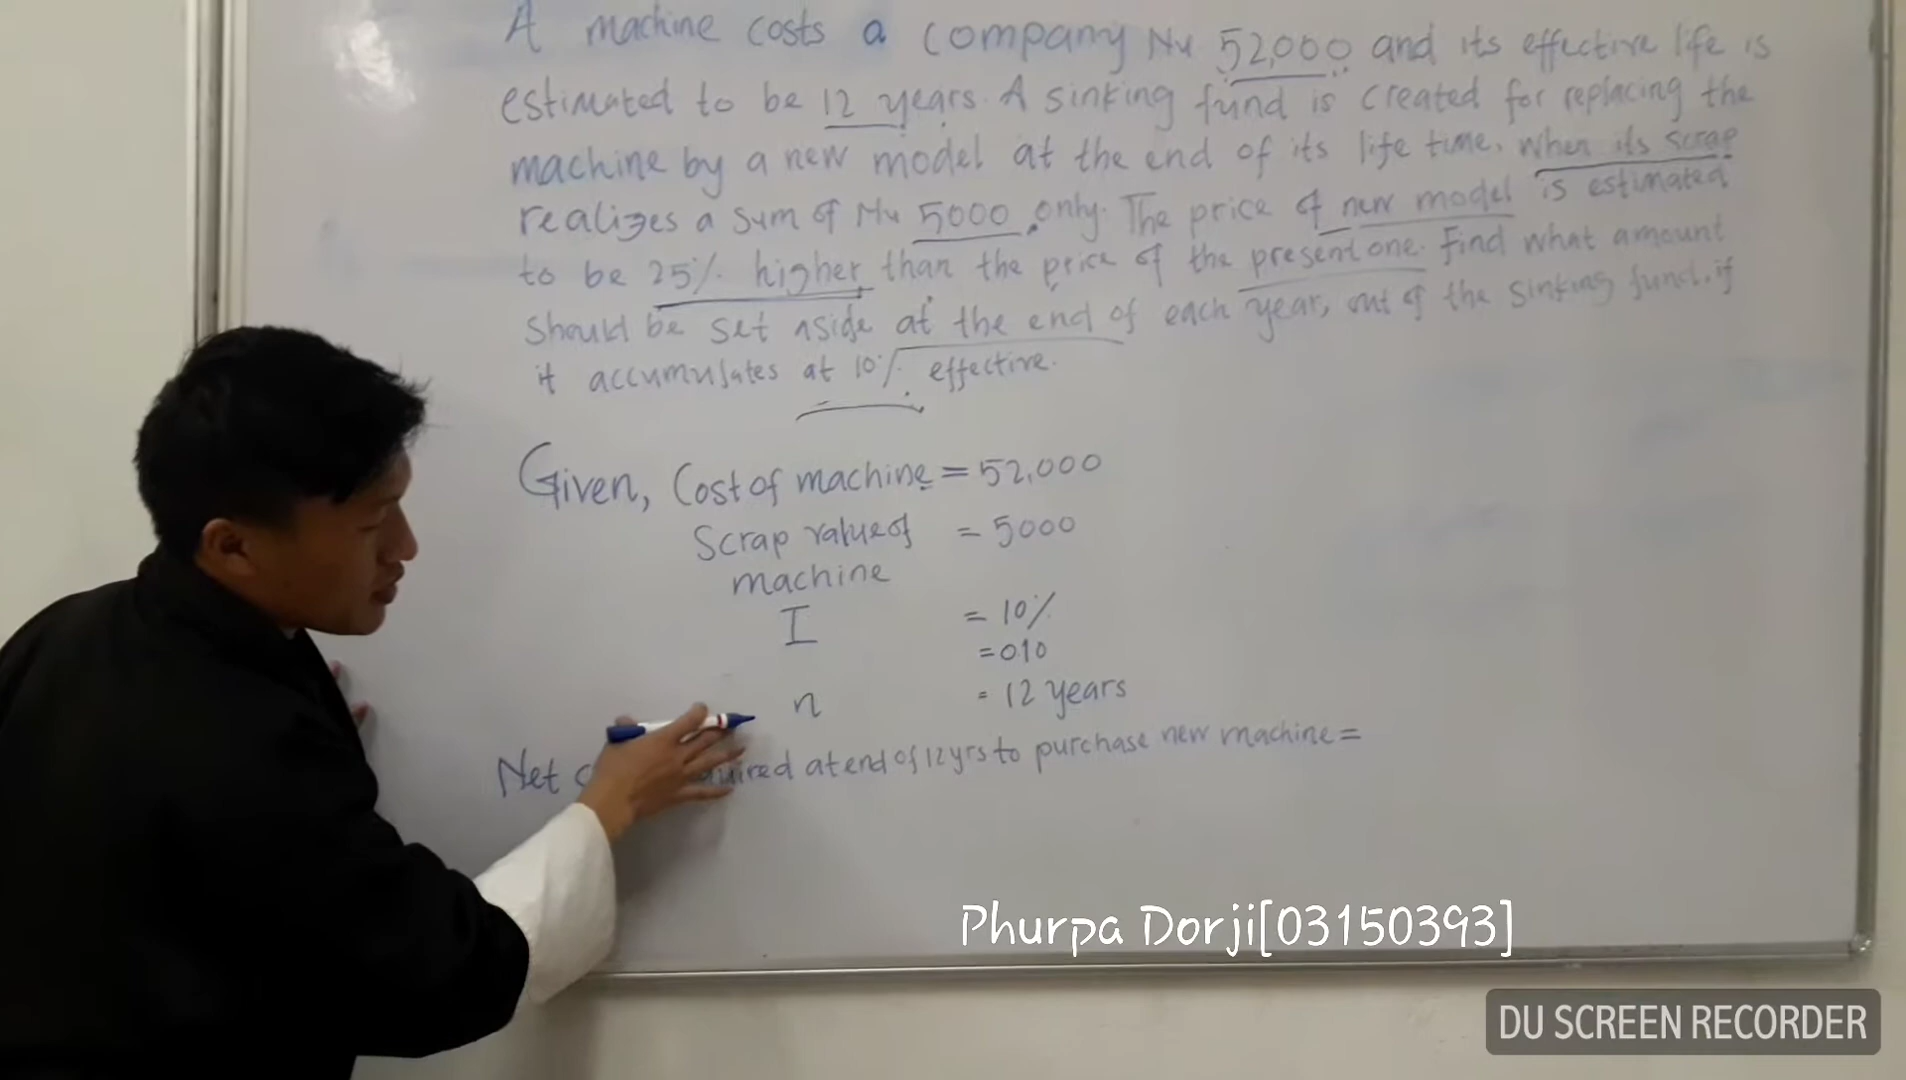 A machine costs a company Nu 52,000 and its effective life is
estimated to be 12 years. A sinking fund is created for replacing the
machine by a new model at the end of its life time, when its scrap
realizes a sum of Nu 5000 only. The price of new model is estimated
to be 25% higher than the price of the present one. Find what amount
should be set aside at the end of each year, out of the sinking fund, if
it accumulates at 10% effective.
Given, Cost of machine = 52,000
Scrap value of = 5000
machine
I = 10%
= 010
n = 12 years
Net at end of 12 yrs to purchase new machine =
Phurpa Dorji[03150393]
DU SCREEN RECORDER